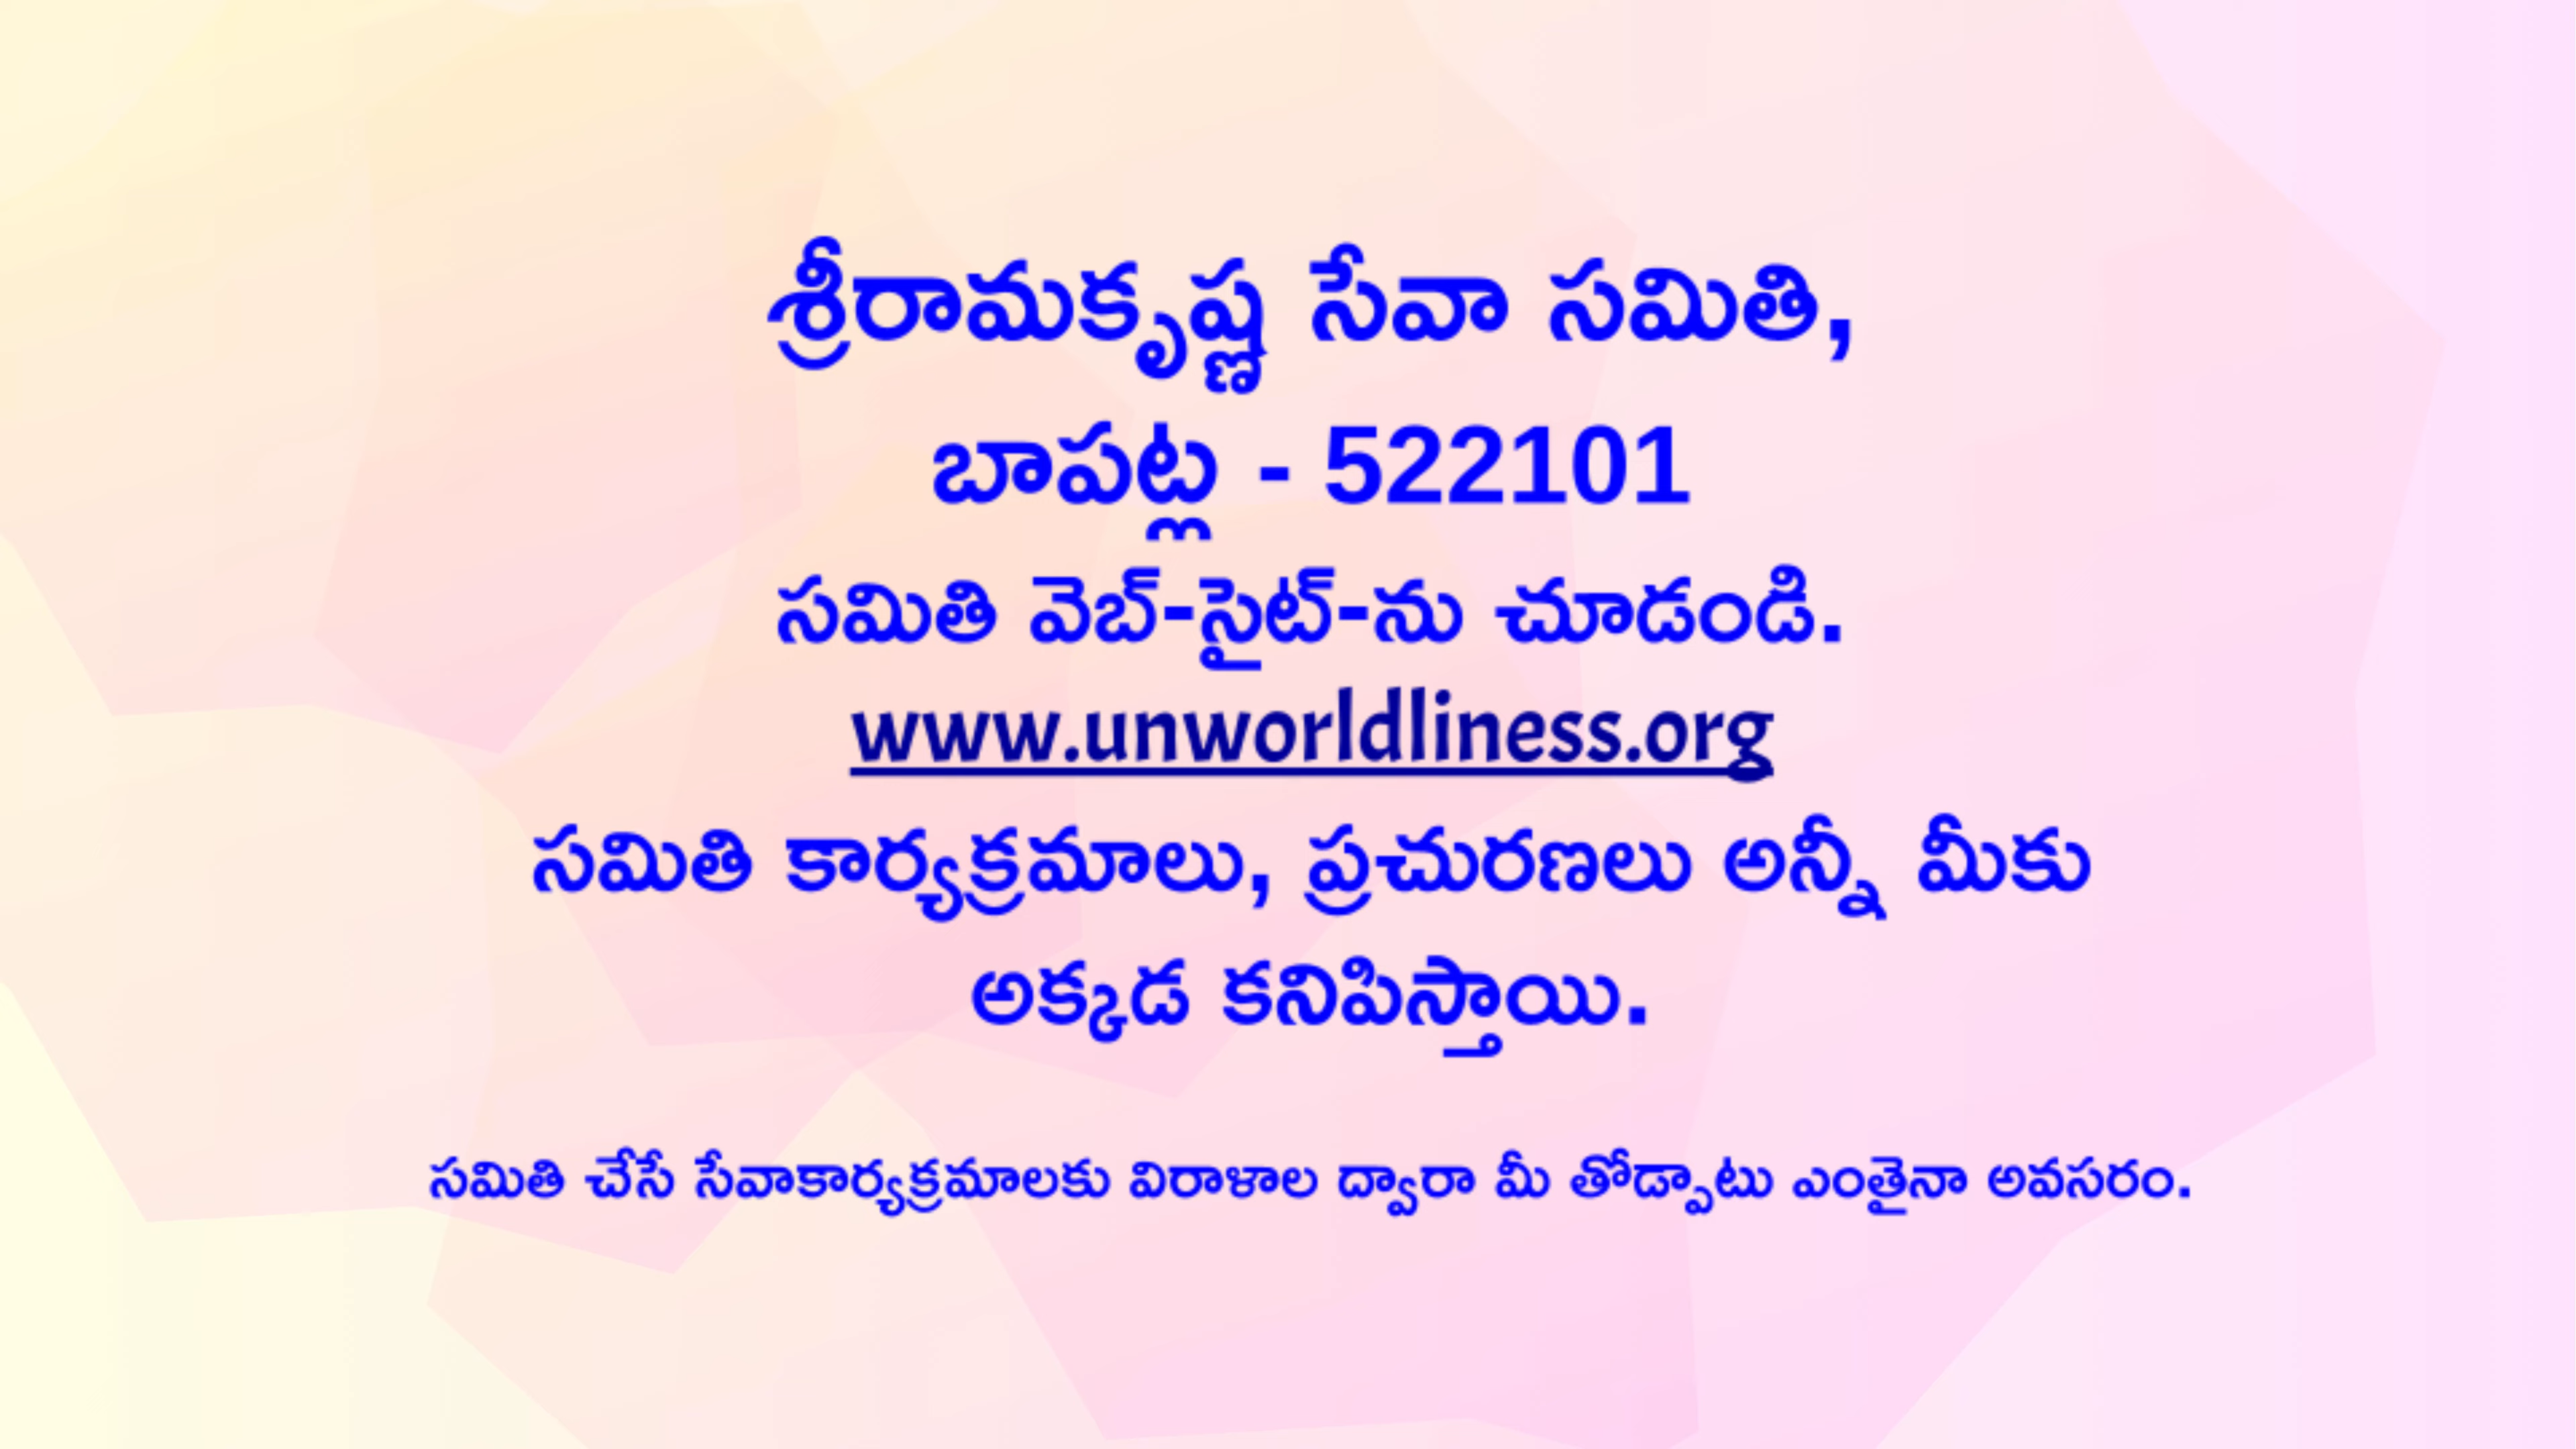 శ్రీరామకృష్ణ సేవా సమితి,
బాపట్ల - 522101
సమితి వెబ్-సైట్-ను చూడండి.
www.unworldliness.org
సమితి కార్యక్రమాలు, ప్రచురణలు అన్నీ మీకు
అక్కడ కనిపిస్తాయి.
సమితి చేసే సేవాకార్యక్రమాలకు విరాళాల ద్వారా మీ తోడ్పాటు ఎంతైనా అవసరం.